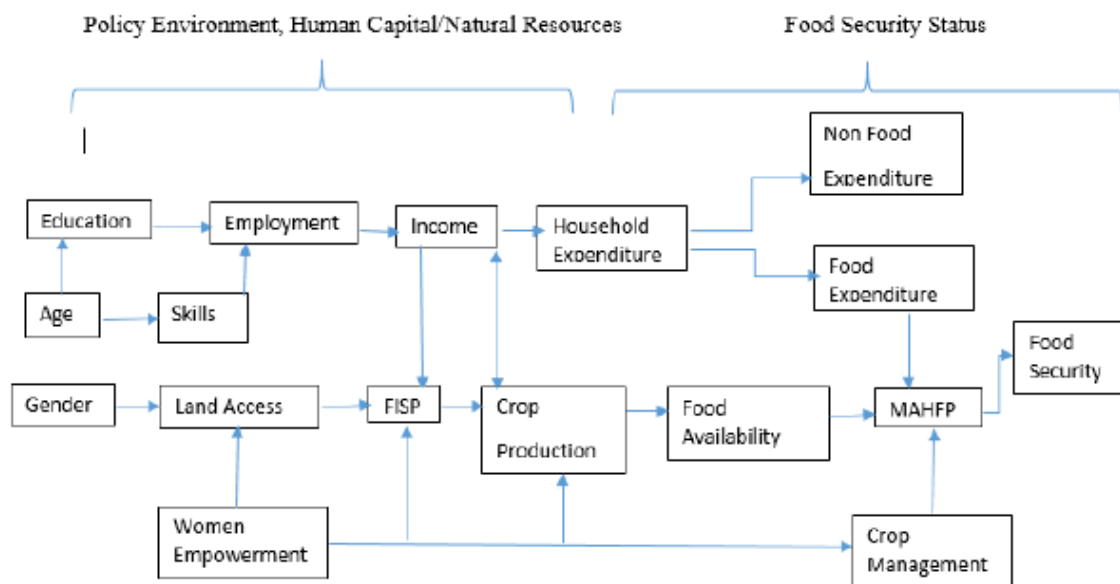 Policy Environment, Human Capital/Natural Resources
Food Security Status
Non Food
Expenditure
Education
Employment
Income
Household
Expenditure
Food
Expenditure
Age
Skills
Food
Security
Gender
Land Access
FISP
Crop
Production
Food
Availability
MAHFP
Women
Empowerment
Crop
Management